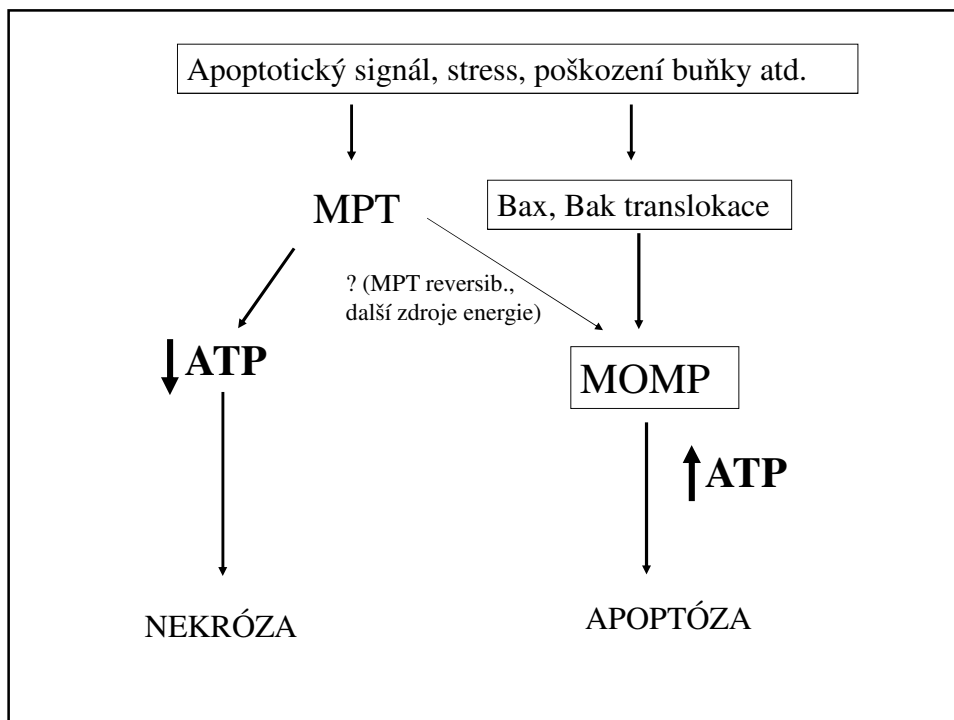 Apoptotický signál, stress, poškození buňky atd.
MPT
Bax, Bak translokace
? (MPT reversib.,
další zdroje energie)
ATP
MOMP
ATP
NEKRÓZA
APOPTÓZA